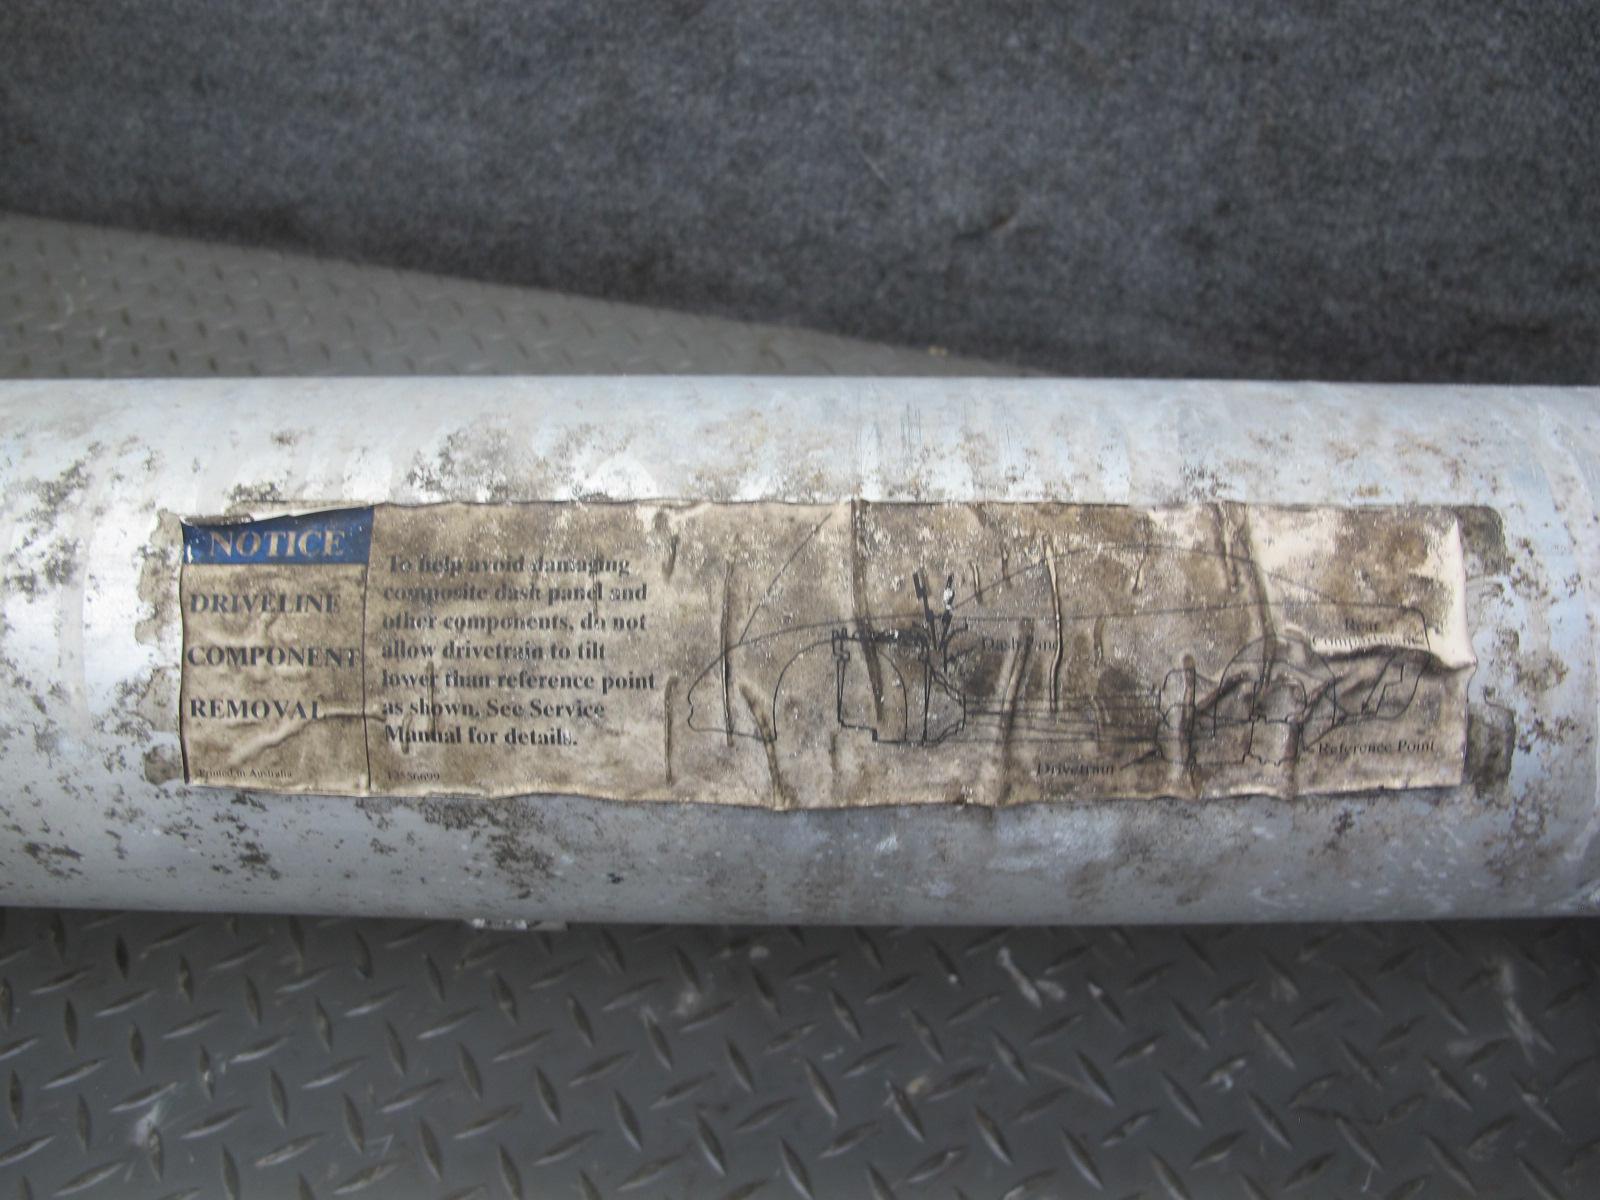 NOTICE
DRIVELINE
COMPONENT
REMOVAL
Printed in Australia
To help avoid damaging
composite dash panel and
other components, do not
allow drivetrain to tilt
lower than reference point
as shown. See Service
Manual for details.
Dash Panel
Rear
Compartment
Reference Point
Drivetrain